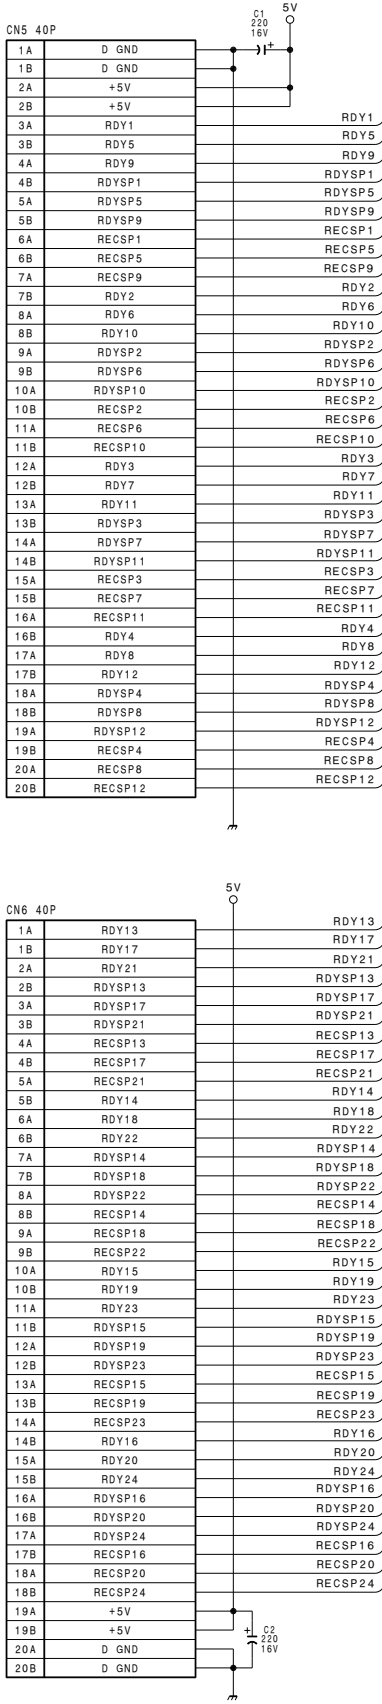 5V
C1
220
16V
+
CN5 40P
1A D GND
1B D GND
2A +5V
2B +5V
3A RDY1 RDY1
3B RDY5 RDY5
4A RDY9 RDY9
4B RDYSP1 RDYSP1
5A RDYSP5 RDYSP5
5B RDYSP9 RDYSP9
6A RECSP1 RECSP1
6B RECSP5 RECSP5
7A RECSP9 RECSP9
7B RDY2 RDY2
8A RDY6 RDY6
8B RDY10 RDY10
9A RDYSP2 RDYSP2
9B RDYSP6 RDYSP6
10A RDYSP10 RDYSP10
10B RECSP2 RECSP2
11A RECSP6 RECSP6
11B RECSP10 RECSP10
12A RDY3 RDY3
12B RDY7 RDY7
13A RDY11 RDY11
13B RDYSP3 RDYSP3
14A RDYSP7 RDYSP7
14B RDYSP11 RDYSP11
15A RECSP3 RECSP3
15B RECSP7 RECSP7
16A RECSP11 RECSP11
16B RDY4 RDY4
17A RDY8 RDY8
17B RDY12 RDY12
18A RDYSP4 RDYSP4
18B RDYSP8 RDYSP8
19A RDYSP12 RDYSP12
19B RECSP4 RECSP4
20A RECSP8 RECSP8
20B RECSP12 RECSP12
5V
CN6 40P
1A RDY13 RDY13
1B RDY17 RDY17
2A RDY21 RDY21
2B RDYSP13 RDYSP13
3A RDYSP17 RDYSP17
3B RDYSP21 RDYSP21
4A RECSP13 RECSP13
4B RECSP17 RECSP17
5A RECSP21 RECSP21
5B RDY14 RDY14
6A RDY18 RDY18
6B RDY22 RDY22
7A RDYSP14 RDYSP14
7B RDYSP18 RDYSP18
8A RDYSP22 RDYSP22
8B RECSP14 RECSP14
9A RECSP18 RECSP18
9B RECSP22 RECSP22
10A RDY15 RDY15
10B RDY19 RDY19
11A RDY23 RDY23
11B RDYSP15 RDYSP15
12A RDYSP19 RDYSP19
12B RDYSP23 RDYSP23
13A RECSP15 RECSP15
13B RECSP19 RECSP19
14A RECSP23 RECSP23
14B RDY16 RDY16
15A RDY20 RDY20
15B RDY24 RDY24
16A RDYSP16 RDYSP16
16B RDYSP20 RDYSP20
17A RDYSP24 RDYSP24
17B RECSP16 RECSP16
18A RECSP20 RECSP20
18B RECSP24 RECSP24
19A +5V
19B +5V
20A D GND
20B D GND
+
C2
220
16V